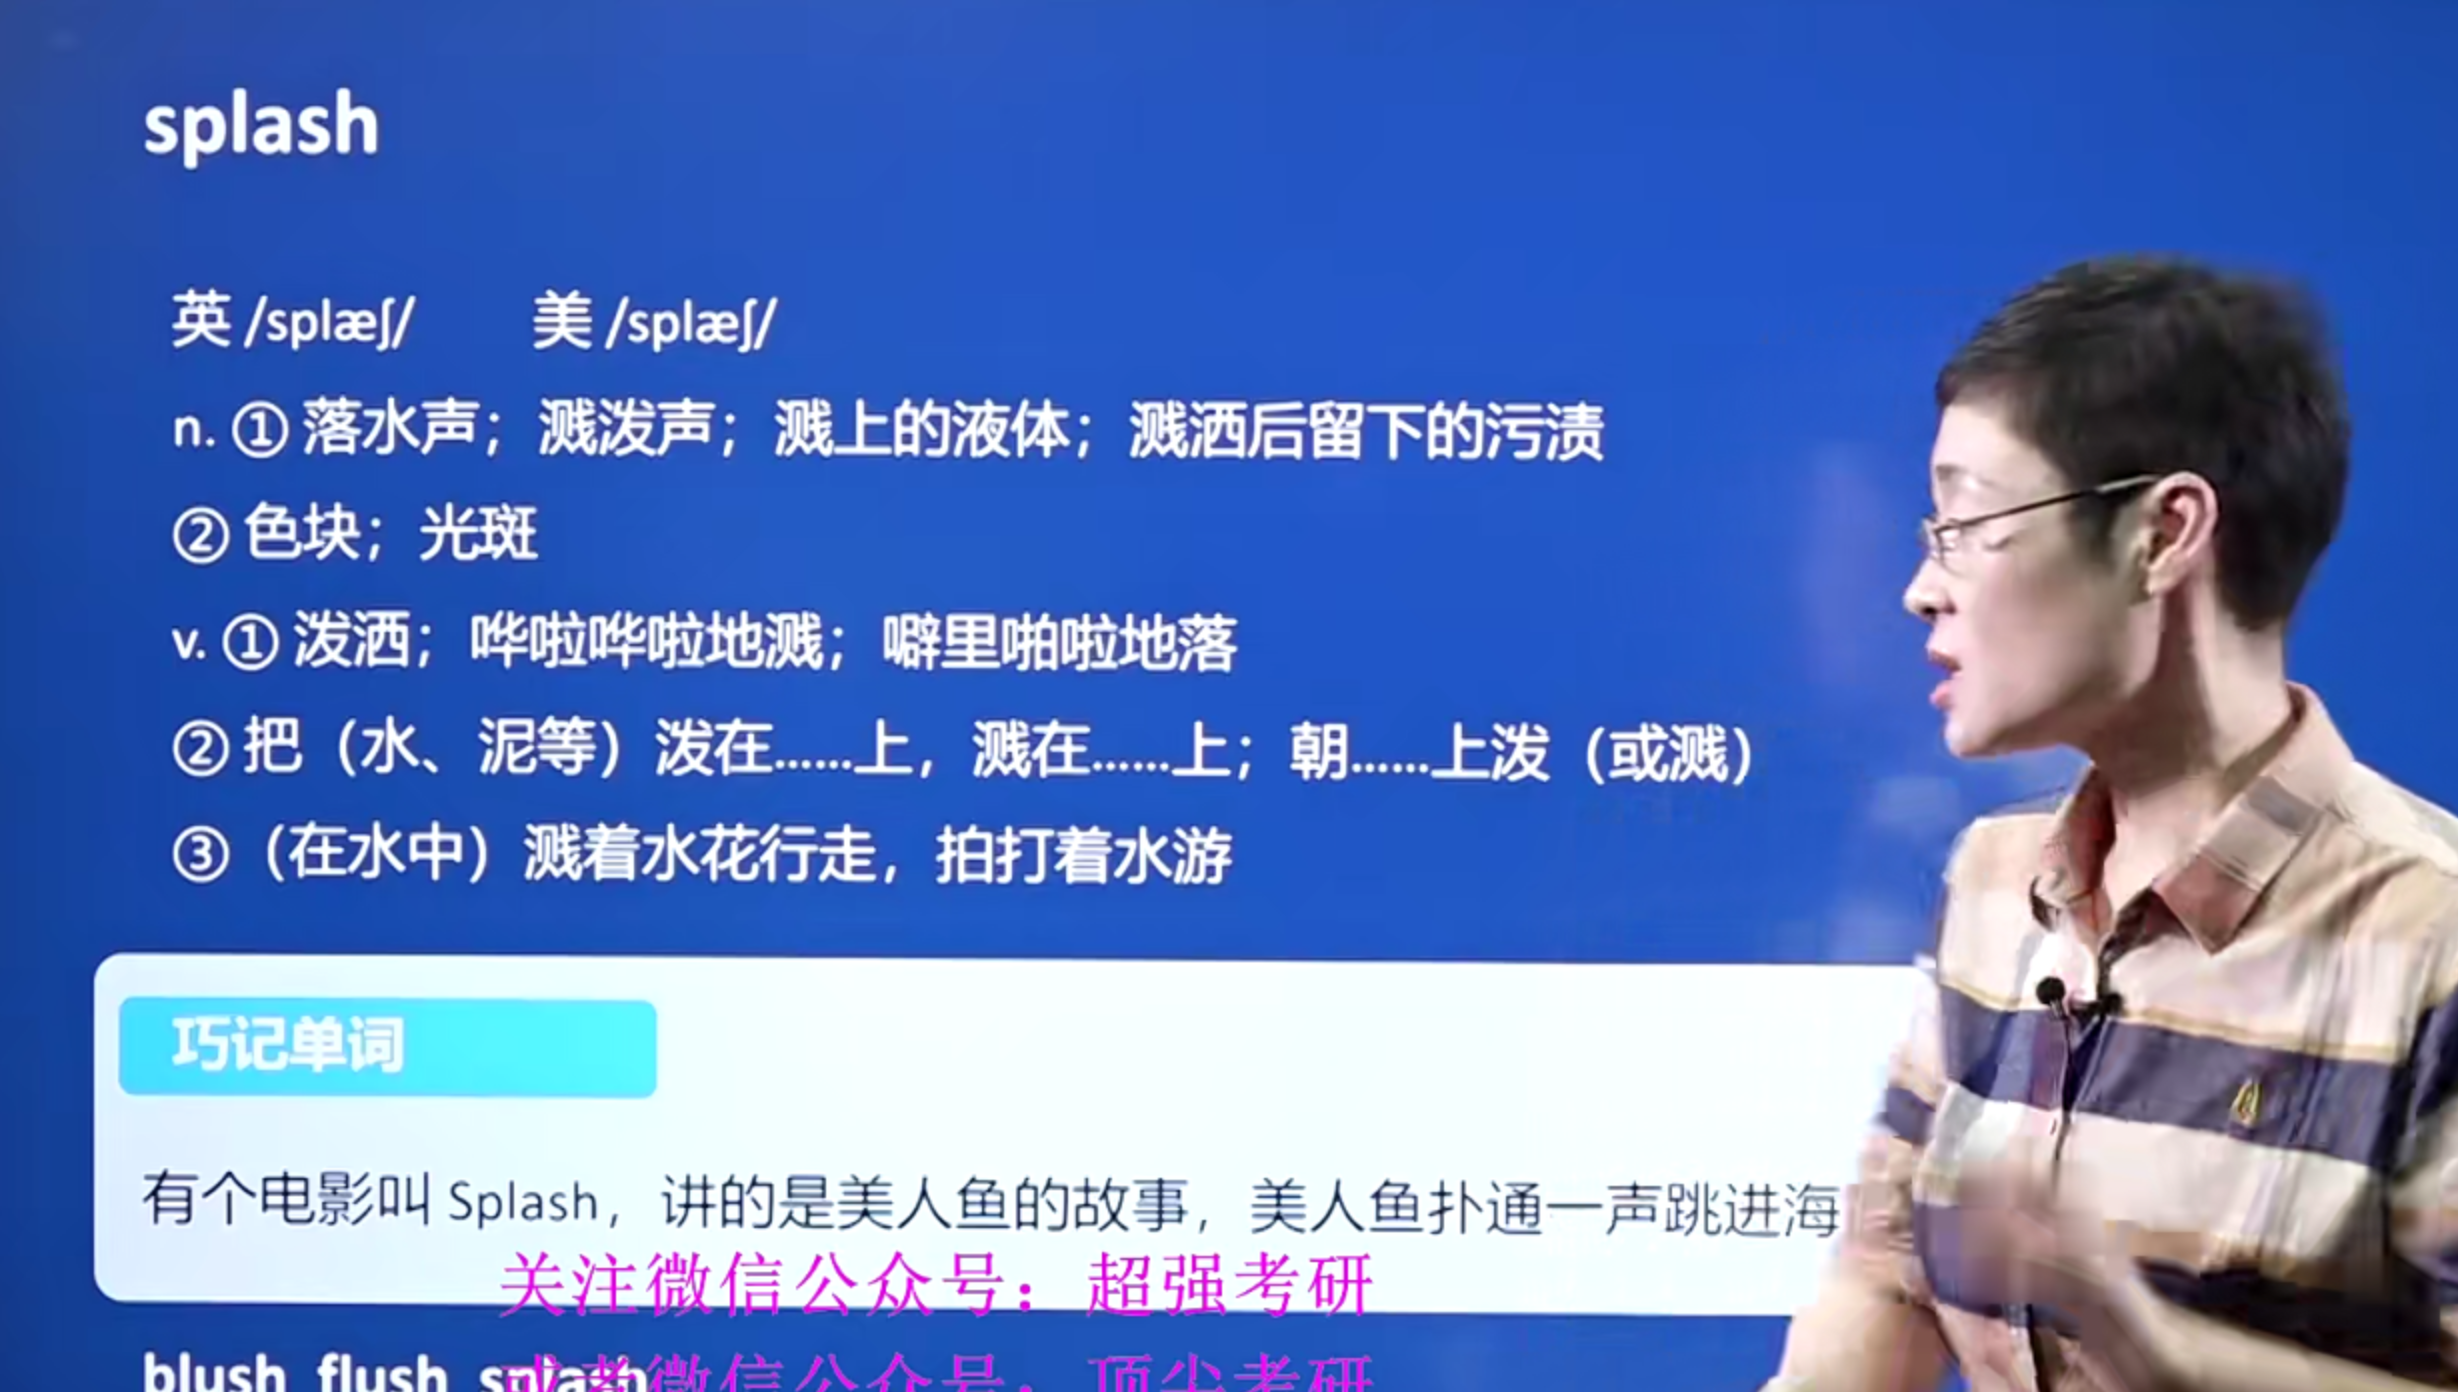 splash
英 /splæʃ/ 美 /splæʃ/
n. ① 落水声；溅泼声；溅上的液体；溅洒后留下的污渍
② 色块；光斑
v. ① 泼洒；哗啦哗啦地溅；噼里啪啦地落
② 把（水、泥等）泼在......上，溅在......上；朝......上泼（或溅）
③（在水中）溅着水花行走，拍打着水游
巧记单词
有个电影叫 Splash，讲的是美人鱼的故事，美人鱼扑通一声跳进海
关注微信公众号：超强考研
blush flush splash
或者微信公众号：顶尖考研